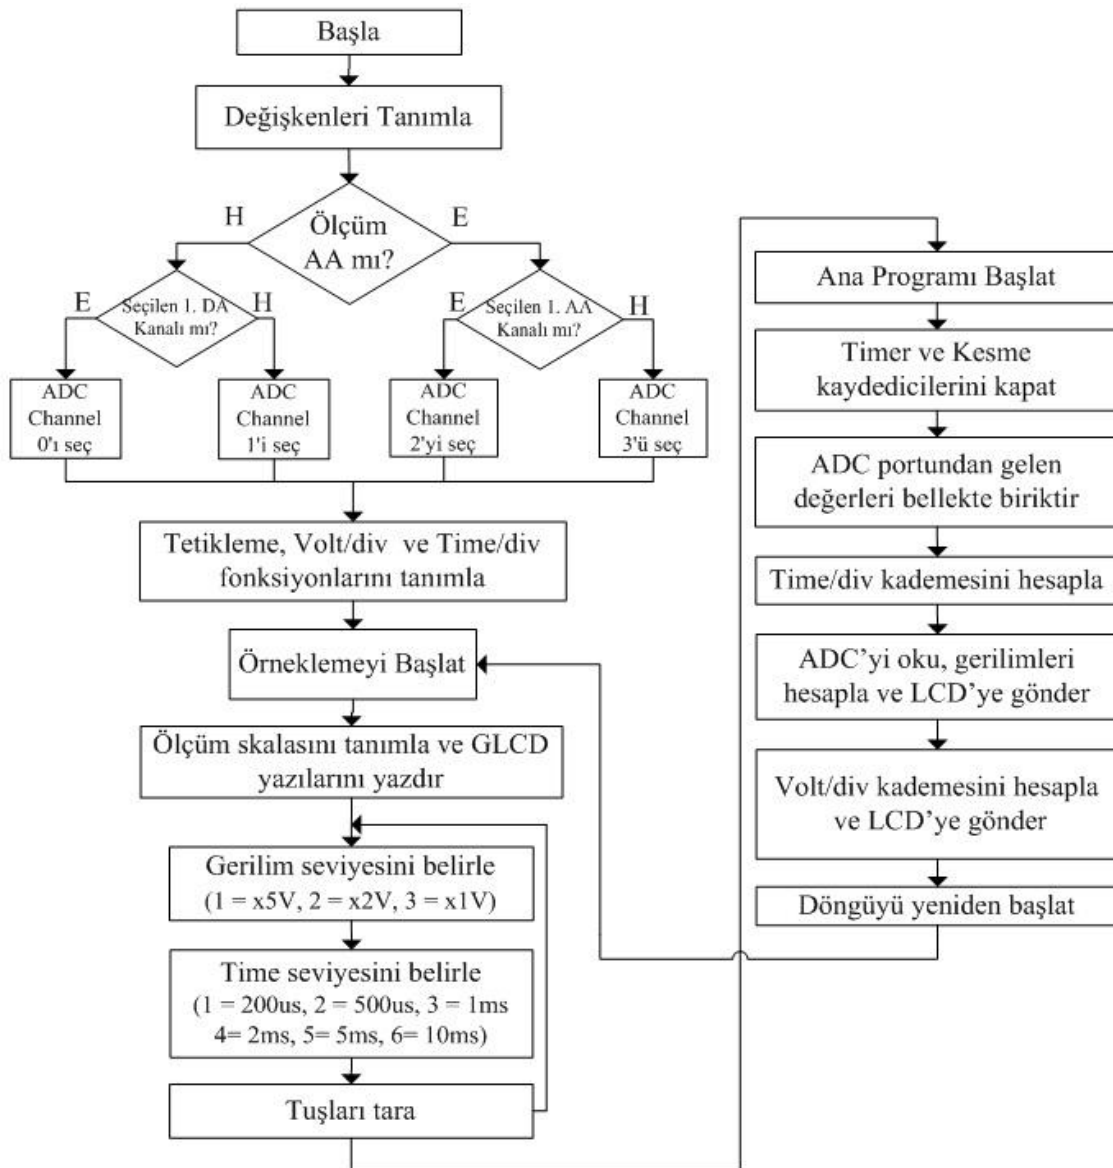 Başla
Değişkenleri Tanımla
H
E
Ölçüm
AA mı?
E
Seçilen 1. DA
Kanalı mı?
H
E
Seçilen 1. AA
Kanalı mı?
H
ADC
Channel
0'ı seç
ADC
Channel
1'i seç
ADC
Channel
2'yi seç
ADC
Channel
3'ü seç
Tetikleme, Volt/div ve Time/div
fonksiyonlarını tanımla
Örneklemeyi Başlat
Ölçüm skalasını tanımla ve GLCD
yazılarını yazdır
Gerilim seviyesini belirle
(1 = x5V, 2 = x2V, 3 = x1V)
Time seviyesini belirle
(1 = 200us, 2 = 500us, 3 = 1ms
4= 2ms, 5= 5ms, 6= 10ms)
Tuşları tara
Ana Programı Başlat
Timer ve Kesme
kaydedicilerini kapat
ADC portundan gelen
değerleri bellekte biriktir
Time/div kademesini hesapla
ADC’yi oku, gerilimleri
hesapla ve LCD’ye gönder
Volt/div kademesini hesapla
ve LCD’ye gönder
Döngüyü yeniden başlat